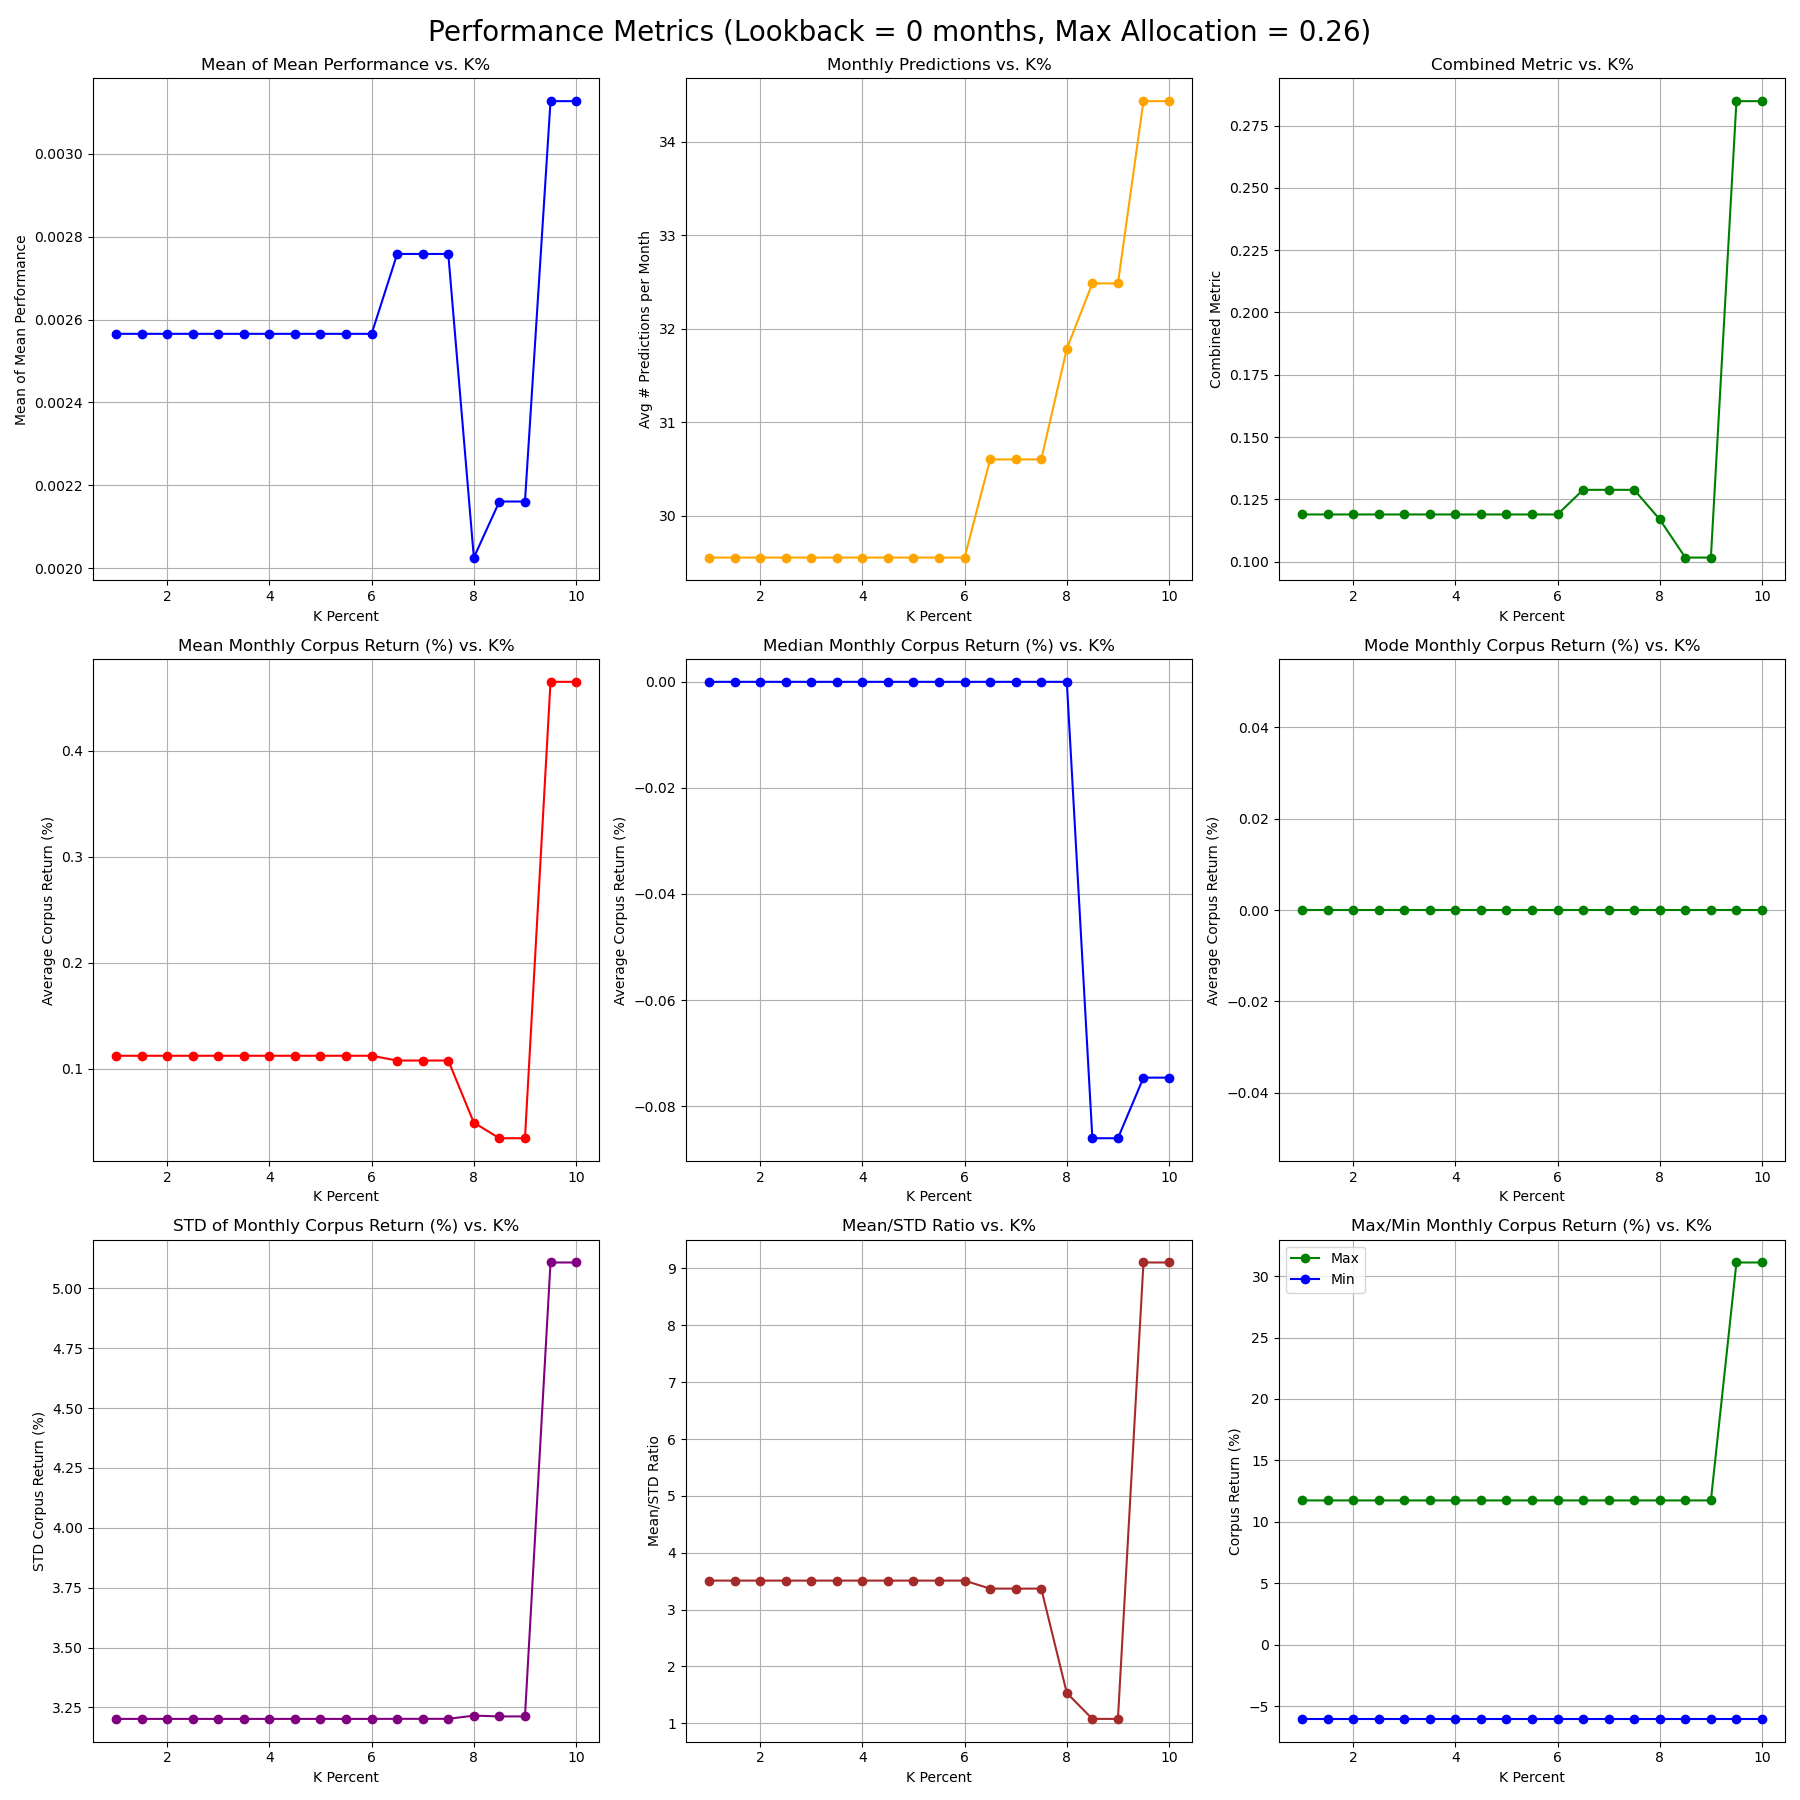 Performance Metrics (Lookback = 0 months, Max Allocation = 0.26)
Mean of Mean Performance vs. K%
Mean of Mean Performance
0.0030
0.0028
0.0026
0.0024
0.0022
0.0020
2 4 6 8 10
K Percent
Monthly Predictions vs. K%
Avg # Predictions per Month
34
33
32
31
30
2 4 6 8 10
K Percent
Combined Metric vs. K%
Combined Metric
0.275
0.250
0.225
0.200
0.175
0.150
0.125
0.100
2 4 6 8 10
K Percent
Mean Monthly Corpus Return (%) vs. K%
Average Corpus Return (%)
0.4
0.3
0.2
0.1
2 4 6 8 10
K Percent
Median Monthly Corpus Return (%) vs. K%
Average Corpus Return (%)
0.00
−0.02
−0.04
−0.06
−0.08
2 4 6 8 10
K Percent
Mode Monthly Corpus Return (%) vs. K%
Average Corpus Return (%)
0.04
0.02
0.00
−0.02
−0.04
2 4 6 8 10
K Percent
STD of Monthly Corpus Return (%) vs. K%
STD Corpus Return (%)
5.00
4.75
4.50
4.25
4.00
3.75
3.50
3.25
2 4 6 8 10
K Percent
Mean/STD Ratio vs. K%
Mean/STD Ratio
9
8
7
6
5
4
3
2
1
2 4 6 8 10
K Percent
Max/Min Monthly Corpus Return (%) vs. K%
Max
Min
Corpus Return (%)
30
25
20
15
10
5
0
−5
2 4 6 8 10
K Percent